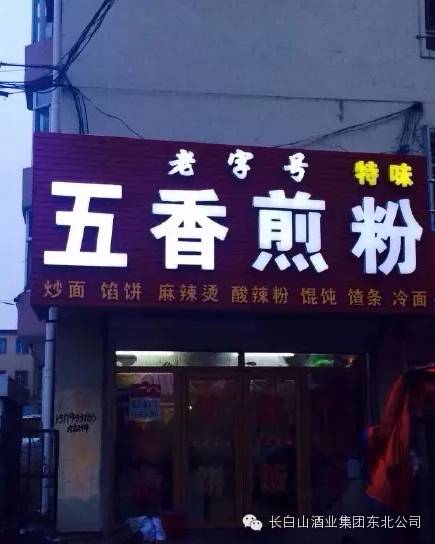 老字号 特味
五香煎粉
炒面 馅饼 麻辣烫 酸辣粉 馄饨 馇条 冷面
长白山酒业集团东北公司